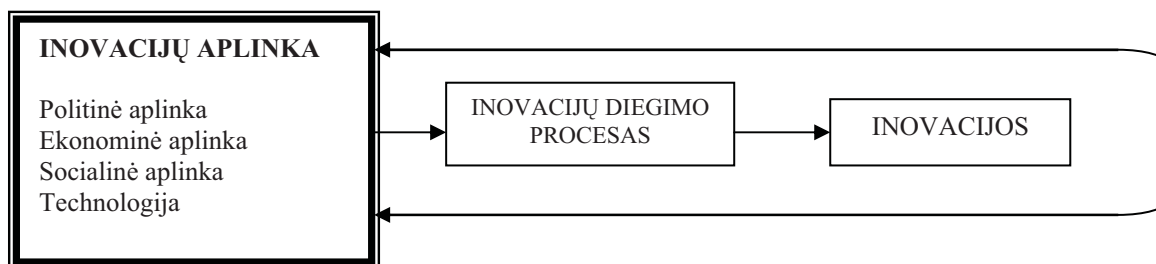 INOVACIJŲ APLINKA
Politinė aplinka
Ekonominė aplinka
Socialinė aplinka
Technologija
INOVACIJŲ DIEGIMO
PROCESAS
INOVACIJOS